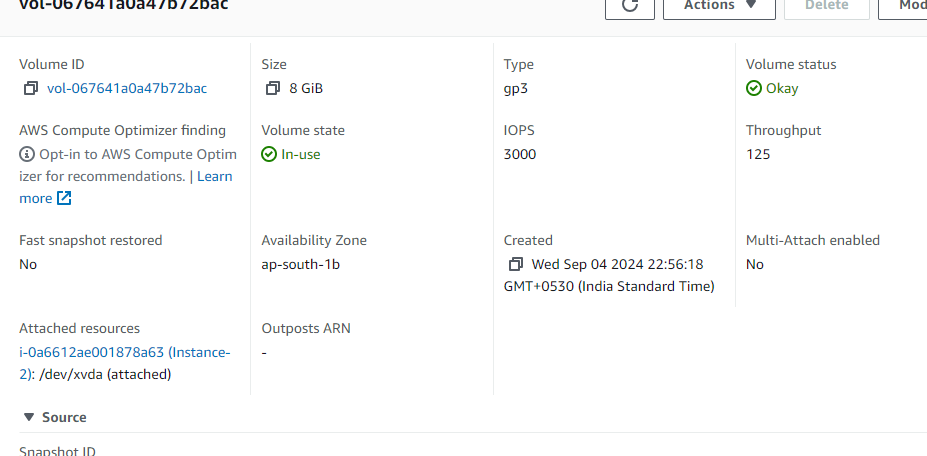 vol-067641a0a47b72bac
Actions
Delete
Volume ID
vol-067641a0a47b72bac
Size
8 GiB
Type
gp3
Volume status
Okay
AWS Compute Optimizer finding
Opt-in to AWS Compute Optim
izer for recommendations. | Learn
more
Volume state
In-use
IOPS
3000
Throughput
125
Fast snapshot restored
No
Availability Zone
ap-south-1b
Created
Wed Sep 04 2024 22:56:18
GMT+0530 (India Standard Time)
Multi-Attach enabled
No
Attached resources
i-0a6612ae001878a63 (Instance-
2): /dev/xvda (attached)
Outposts ARN
-
Source
Snapshot ID